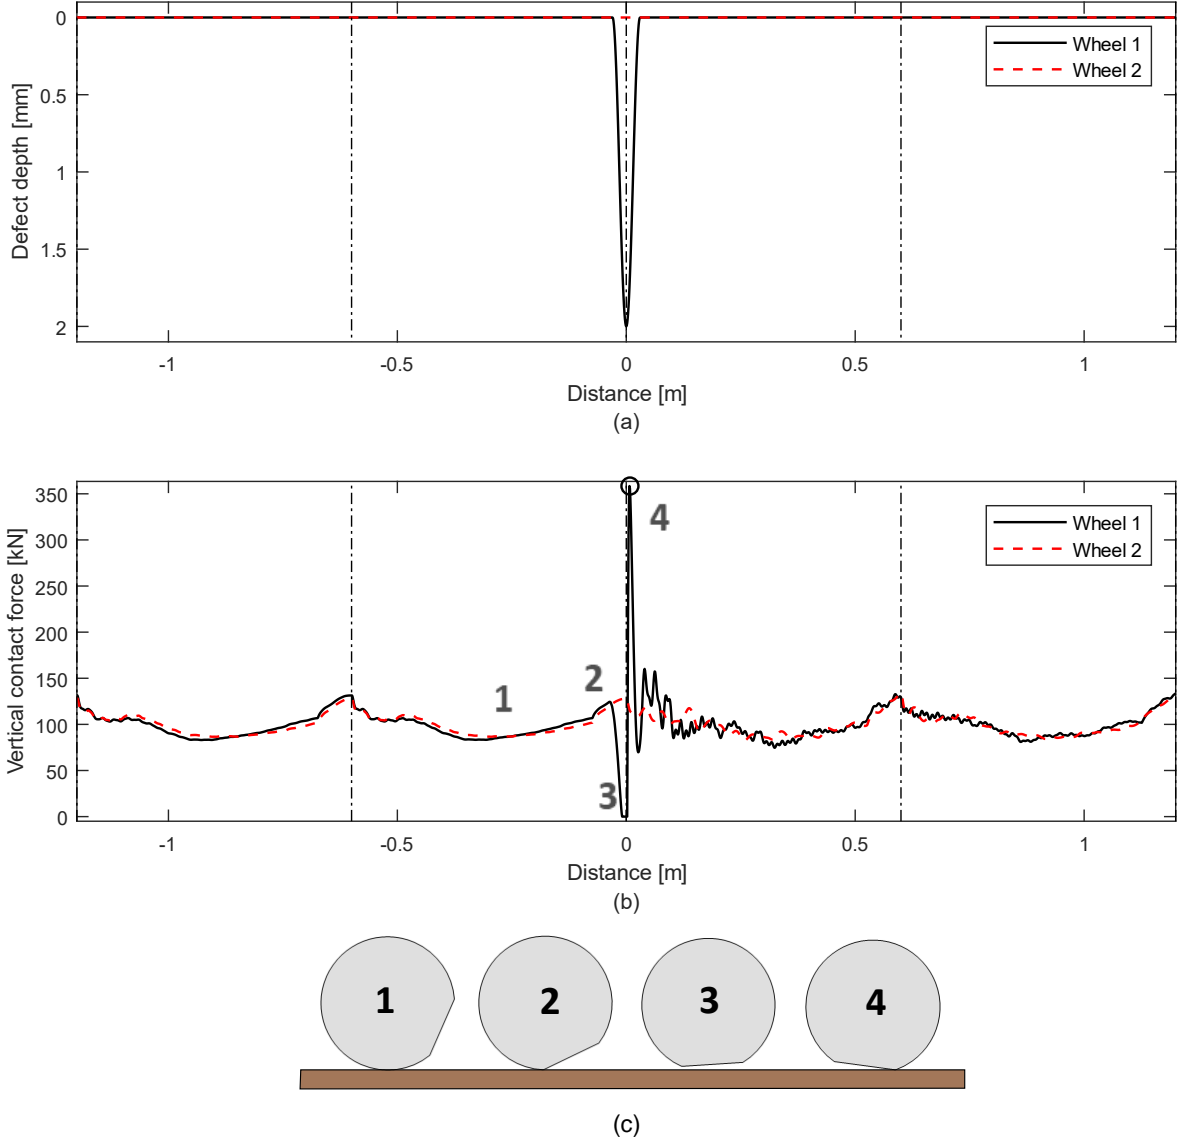 0
0.5
1
1.5
2
Defect depth [mm]
Wheel 1
Wheel 2
-1
-0.5
0
0.5
1
Distance [m]
(a)
350
300
250
200
150
100
50
0
Vertical contact force [kN]
Wheel 1
Wheel 2
4
2
1
3
-1
-0.5
0
0.5
1
Distance [m]
(b)
1
2
3
4
(c)